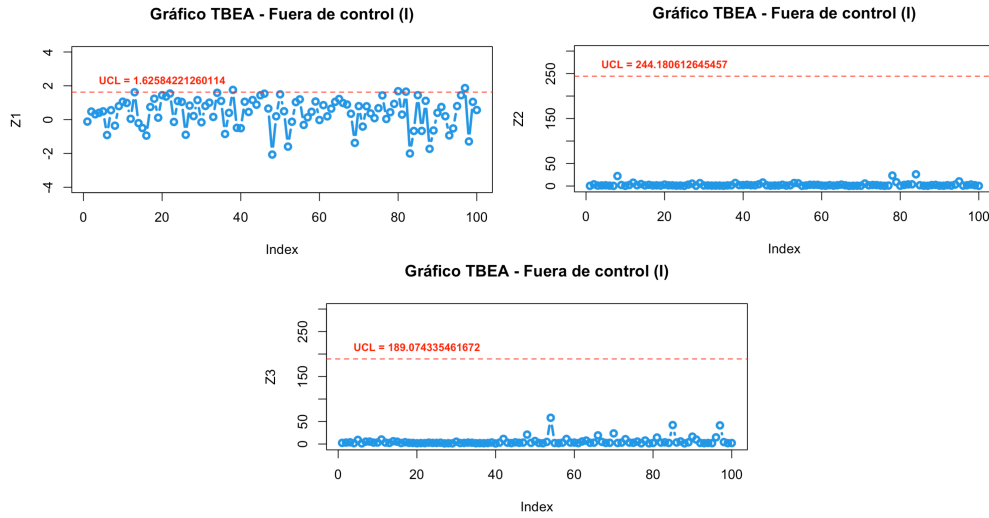 Gráfico TBEA - Fuera de control (I)
Z1
4
2
0
-2
-4
UCL = 1.62584221260114
0 20 40 60 80 100
Index
Gráfico TBEA - Fuera de control (I)
Z2
250
150
50
0
UCL = 244.180612645457
0 20 40 60 80 100
Index
Gráfico TBEA - Fuera de control (I)
Z3
250
150
50
0
UCL = 189.074335461672
0 20 40 60 80 100
Index